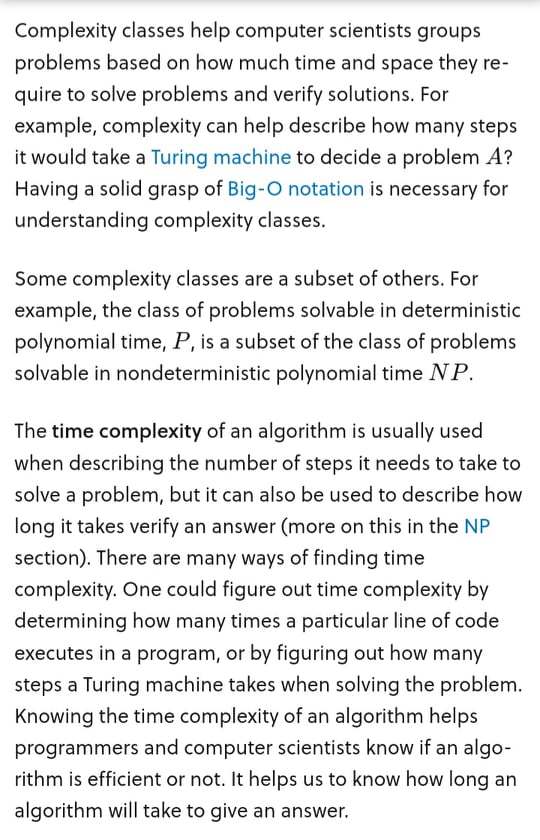 Complexity classes help computer scientists groups
problems based on how much time and space they re-
quire to solve problems and verify solutions. For
example, complexity can help describe how many steps
it would take a Turing machine to decide a problem A?
Having a solid grasp of Big-O notation is necessary for
understanding complexity classes.
Some complexity classes are a subset of others. For
example, the class of problems solvable in deterministic
polynomial time, P, is a subset of the class of problems
solvable in nondeterministic polynomial time NP.
The time complexity of an algorithm is usually used
when describing the number of steps it needs to take to
solve a problem, but it can also be used to describe how
long it takes verify an answer (more on this in the NP
section). There are many ways of finding time
complexity. One could figure out time complexity by
determining how many times a particular line of code
executes in a program, or by figuring out how many
steps a Turing machine takes when solving the problem.
Knowing the time complexity of an algorithm helps
programmers and computer scientists know if an algo-
rithm is efficient or not. It helps us to know how long an
algorithm will take to give an answer.